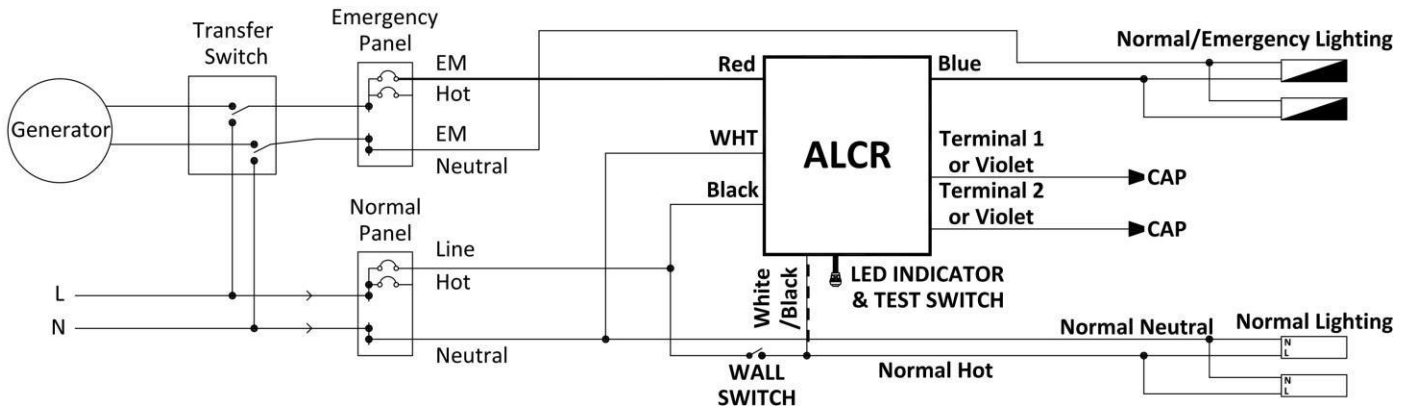 Transfer
Switch
Emergency
Panel
EM
Hot
EM
Neutral
Generator
Normal
Panel
Line
Hot
Neutral
L
N
Red
WHT
Black
ALCR
Blue
Terminal 1
or Violet
CAP
Terminal 2
or Violet
CAP
White
/Black
LED INDICATOR
& TEST SWITCH
WALL
SWITCH
Normal Hot
Normal/Emergency Lighting
Normal Neutral
Normal Lighting
N
L
N
L